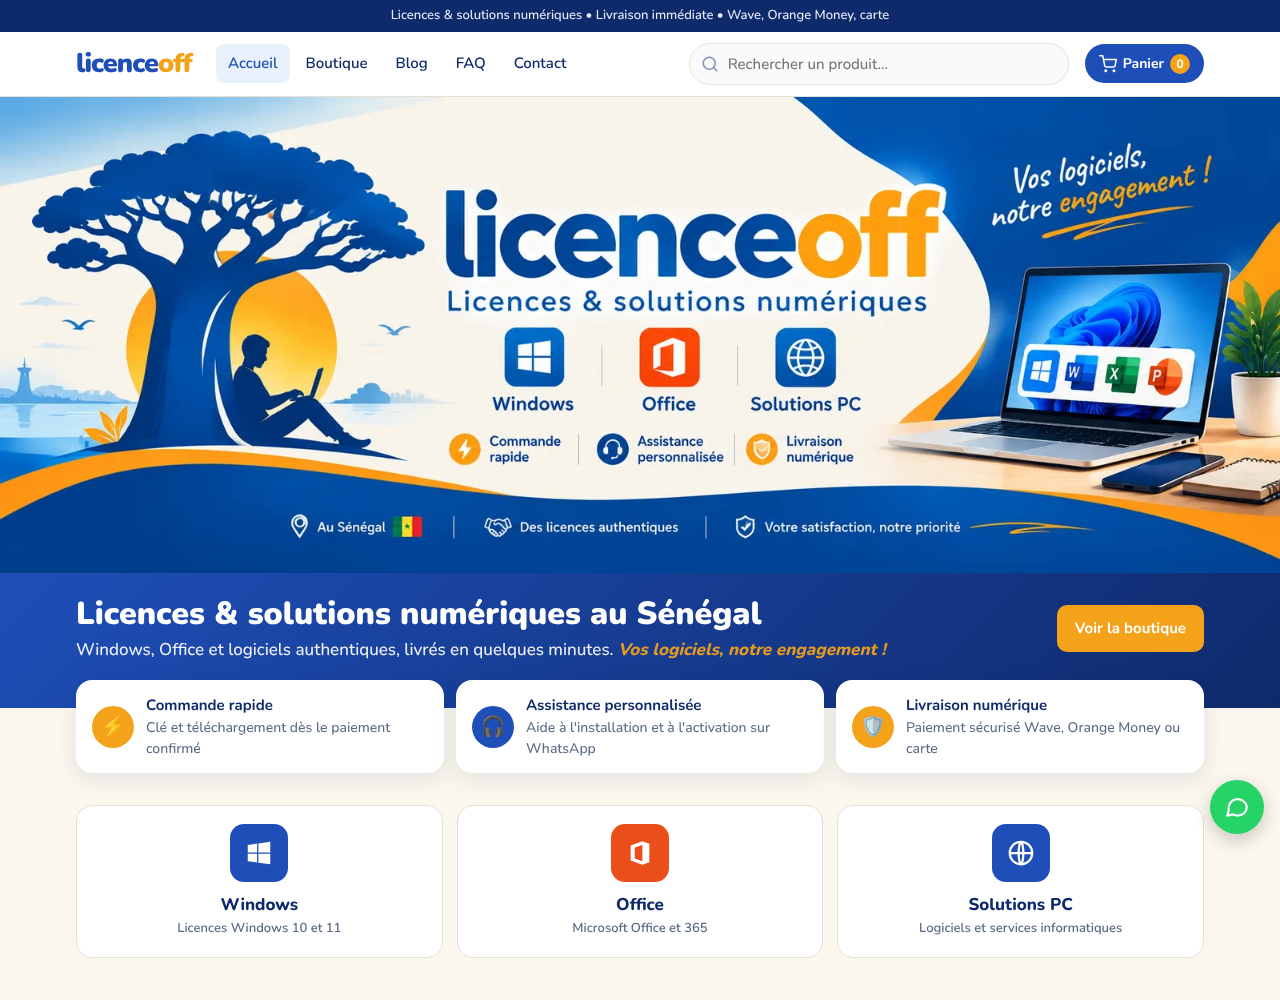 Licences & solutions numériques • Livraison immédiate • Wave, Orange Money, carte
licenceoff
Accueil
Boutique
Blog
FAQ
Contact
Rechercher un produit...
Panier 0
Vos logiciels,
notre engagement !
licenceoff
Licences & solutions numériques
Windows
Office
Solutions PC
W
X
P
Commande
rapide
Assistance
personnalisée
Livraison
numérique
Au Sénégal
Des licences authentiques
Votre satisfaction, notre priorité
Licences & solutions numériques au Sénégal
Windows, Office et logiciels authentiques, livrés en quelques minutes. Vos logiciels, notre engagement !
Voir la boutique
Commande rapide
Clé et téléchargement dès le paiement
confirmé
Assistance personnalisée
Aide à l'installation et à l'activation sur
WhatsApp
Livraison numérique
Paiement sécurisé Wave, Orange Money ou
carte
Windows
Licences Windows 10 et 11
Office
Microsoft Office et 365
Solutions PC
Logiciels et services informatiques